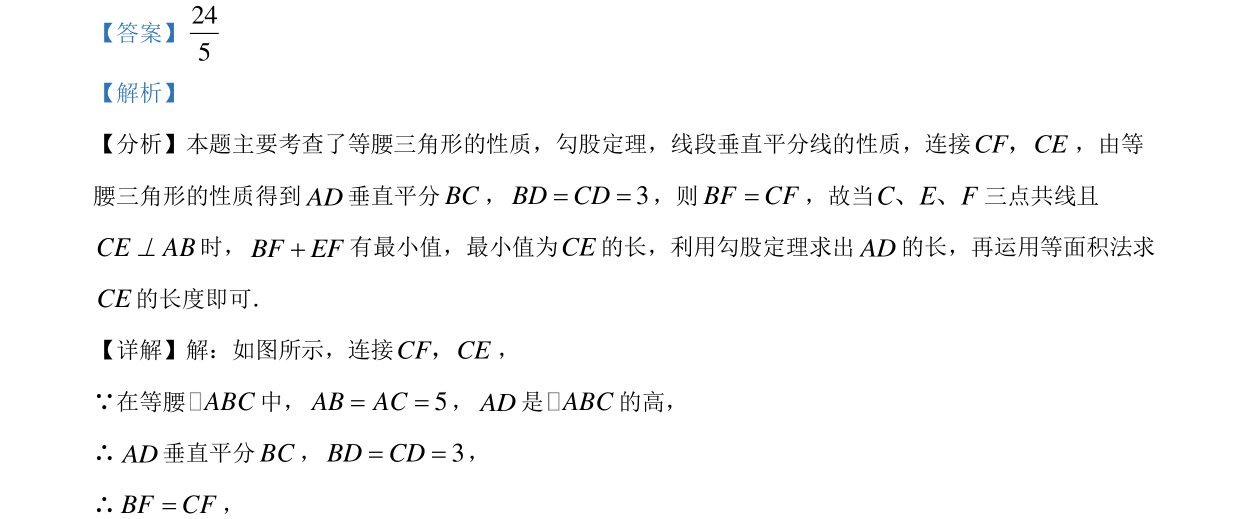 【答案】24/5
【解析】
【分析】本题主要考查了等腰三角形的性质，勾股定理，线段垂直平分线的性质，连接CF，CE，由等
腰三角形的性质得到AD垂直平分BC，BD=CD=3，则BF=CF，故当C、E、F三点共线且
CE⊥AB时，BF+EF有最小值，最小值为CE的长，利用勾股定理求出AD的长，再运用等面积法求
CE的长度即可．
【详解】解：如图所示，连接CF，CE，
∵在等腰□ABC中，AB=AC=5，AD是□ABC的高，
∴AD垂直平分BC，BD=CD=3，
∴BF=CF，